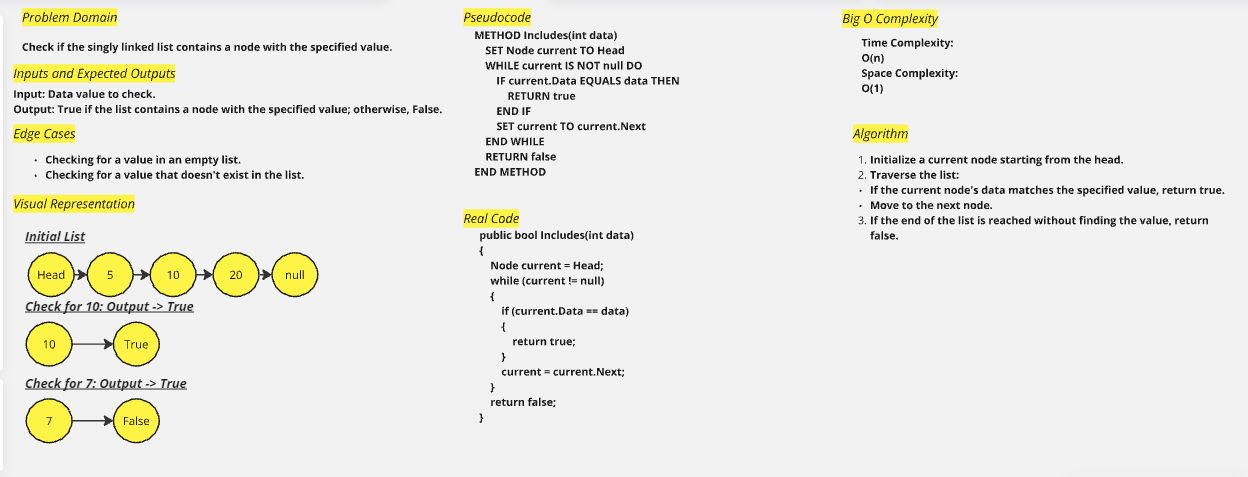 Problem Domain
Check if the singly linked list contains a node with the specified value.
Inputs and Expected Outputs
Input: Data value to check.
Output: True if the list contains a node with the specified value; otherwise, False.
Edge Cases
· Checking for a value in an empty list.
· Checking for a value that doesn't exist in the list.
Visual Representation
Initial List
Head 5 10 20 null
Check for 10: Output -> True
10 True
Check for 7: Output -> True
7 False
Pseudocode
METHOD Includes(int data)
SET Node current TO Head
WHILE current IS NOT null DO
IF current.Data EQUALS data THEN
RETURN true
END IF
SET current TO current.Next
END WHILE
RETURN false
END METHOD
Real Code
public bool Includes(int data)
{
Node current = Head;
while (current != null)
{
if (current.Data == data)
{
return true;
}
current = current.Next;
}
return false;
}
Big O Complexity
Time Complexity:
O(n)
Space Complexity:
O(1)
Algorithm
1. Initialize a current node starting from the head.
2. Traverse the list:
· If the current node's data matches the specified value, return true.
· Move to the next node.
3. If the end of the list is reached without finding the value, return
false.